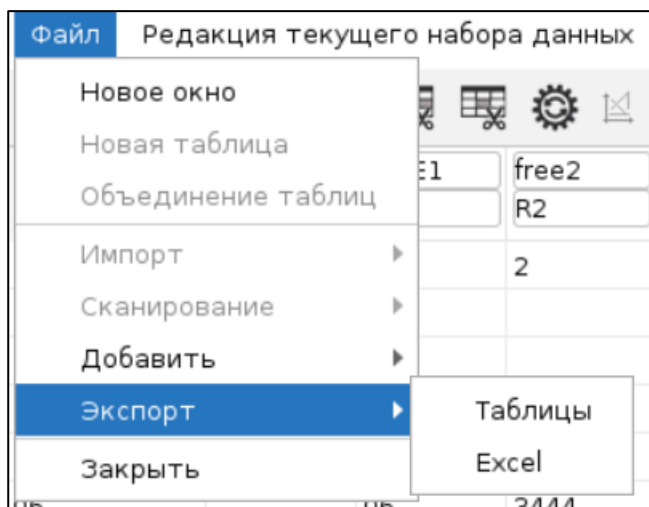 Файл Редакция текущего набора данных
Новое окно
Новая таблица
Объединение таблиц
free2
R2
Импорт
2
Сканирование
Добавить
Экспорт
Таблицы
Excel
Закрыть
3444